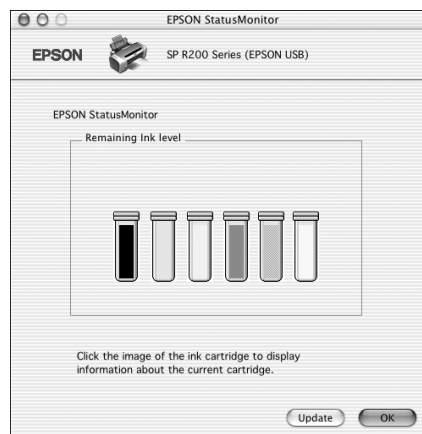 EPSON StatusMonitor
EPSON
SP R200 Series (EPSON USB)
EPSON StatusMonitor
Remaining Ink level
Click the image of the ink cartridge to display
information about the current cartridge.
Update
OK